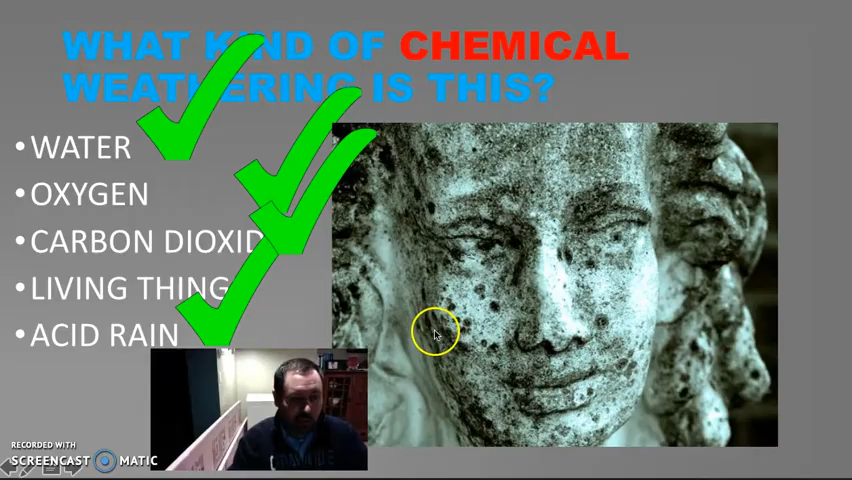 WHAT KIND OF CHEMICAL
WEATHERING IS THIS?
•WATER
•OXYGEN
•CARBON DIOXID
•LIVING THING
•ACID RAIN
RECORDED WITH
SCREENCAST MATIC